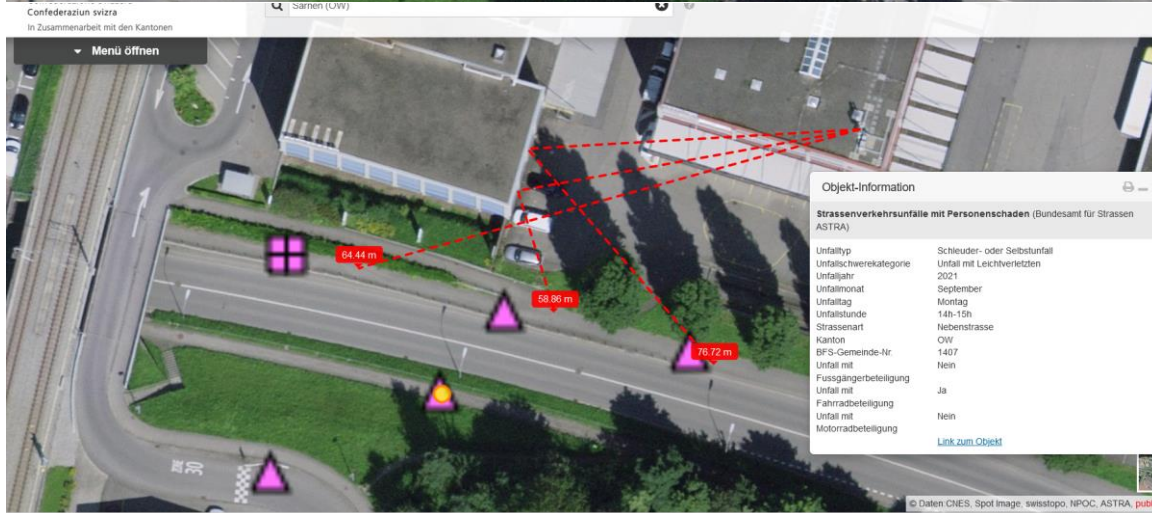 Confederaziun svizra
In Zusammenarbeit mit den Kantonen
Sarnen (OW)
Menü öffnen
64.44 m
58.86 m
76.72 m
ZONE
30
Objekt-Information
Strassenverkehrsunfälle mit Personenschaden (Bundesamt für Strassen
ASTRA)
Unfalltyp Schleuder- oder Selbstunfall
Unfallschwerekategorie Unfall mit Leichtverletzten
Unfalljahr 2021
Unfallmonat September
Unfalltag Montag
Unfallstunde 14h-15h
Strassenart Nebenstrasse
Kanton OW
BFS-Gemeinde-Nr. 1407
Unfall mit Nein
Fussgängerbeteiligung
Unfall mit Ja
Fahrradbeteiligung
Unfall mit Nein
Motorradbeteiligung
Link zum Objekt
© Daten:CNES, Spot Image, swisstopo, NPOC, ASTRA, publ